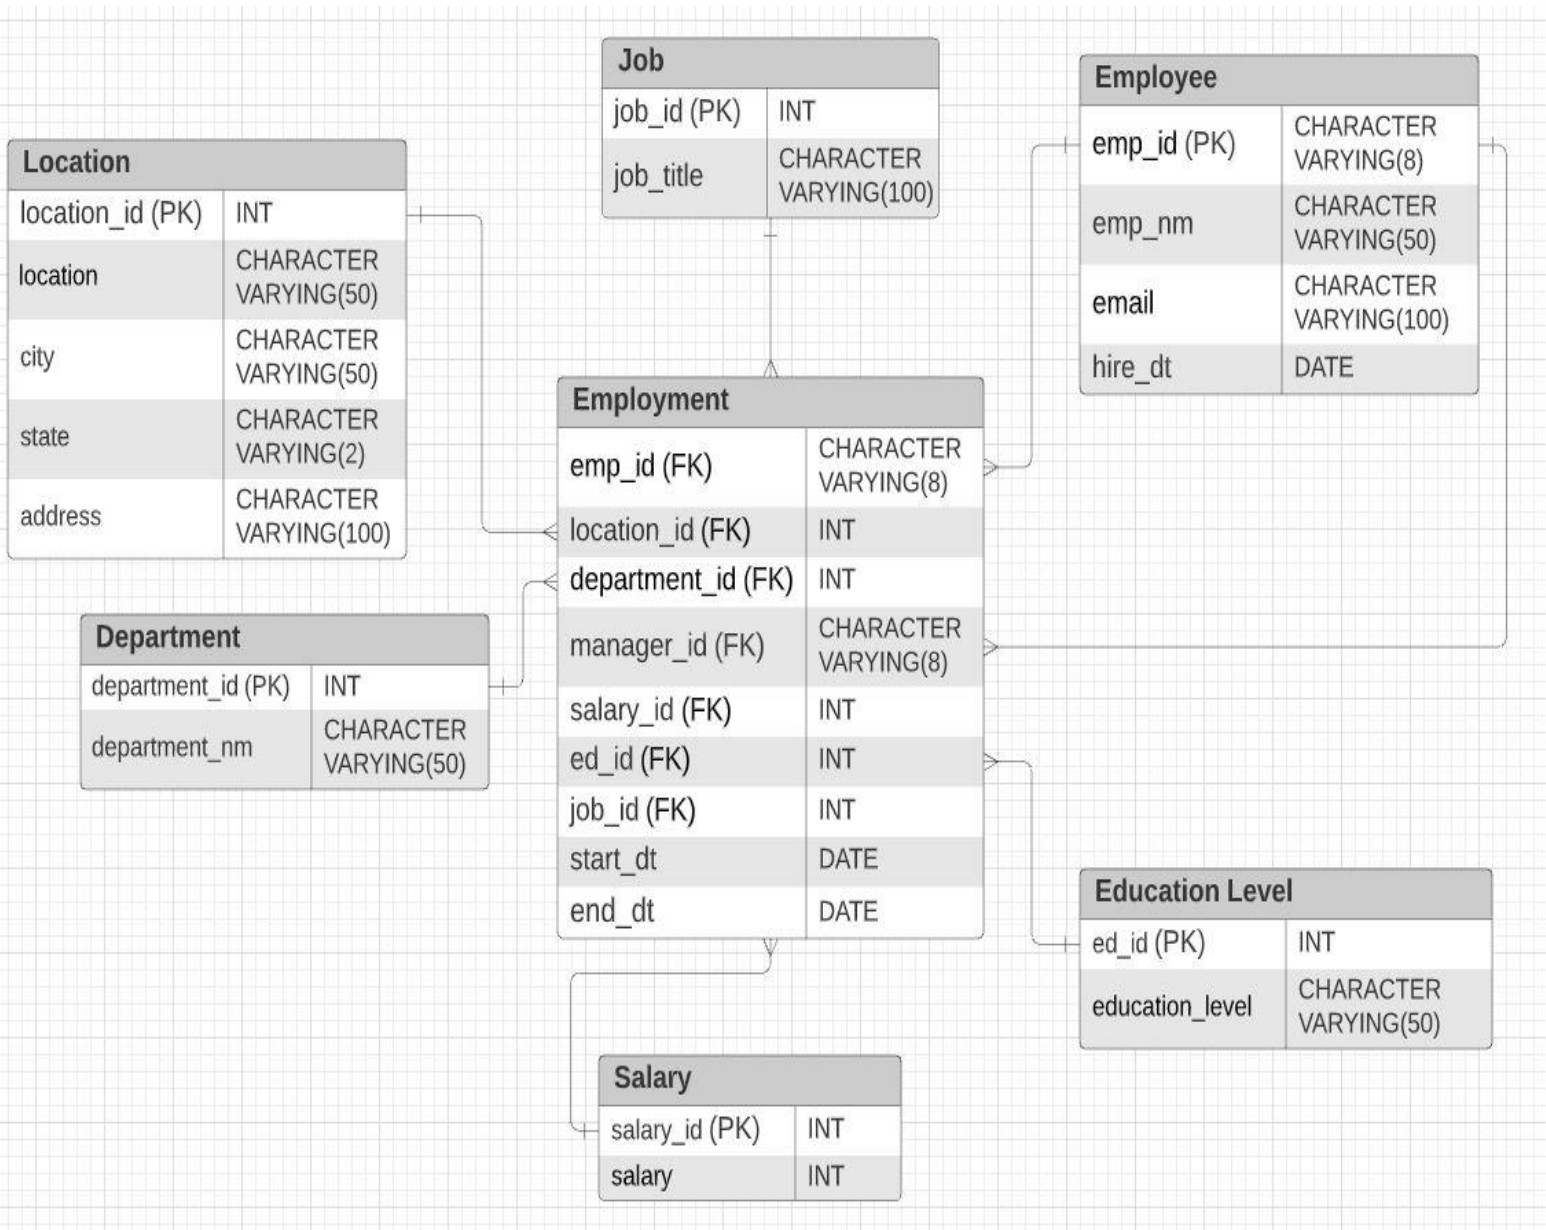 Job
job_id (PK) INT
job_title CHARACTER
VARYING(100)
Employee
emp_id (PK) CHARACTER
VARYING(8)
emp_nm CHARACTER
VARYING(50)
email CHARACTER
VARYING(100)
hire_dt DATE
Location
location_id (PK) INT
location CHARACTER
VARYING(50)
city CHARACTER
VARYING(50)
state CHARACTER
VARYING(2)
address CHARACTER
VARYING(100)
Employment
emp_id (FK) CHARACTER
VARYING(8)
location_id (FK) INT
department_id (FK) INT
manager_id (FK) CHARACTER
VARYING(8)
salary_id (FK) INT
ed_id (FK) INT
job_id (FK) INT
start_dt DATE
end_dt DATE
Department
department_id (PK) INT
department_nm CHARACTER
VARYING(50)
Education Level
ed_id (PK) INT
education_level CHARACTER
VARYING(50)
Salary
salary_id (PK) INT
salary INT